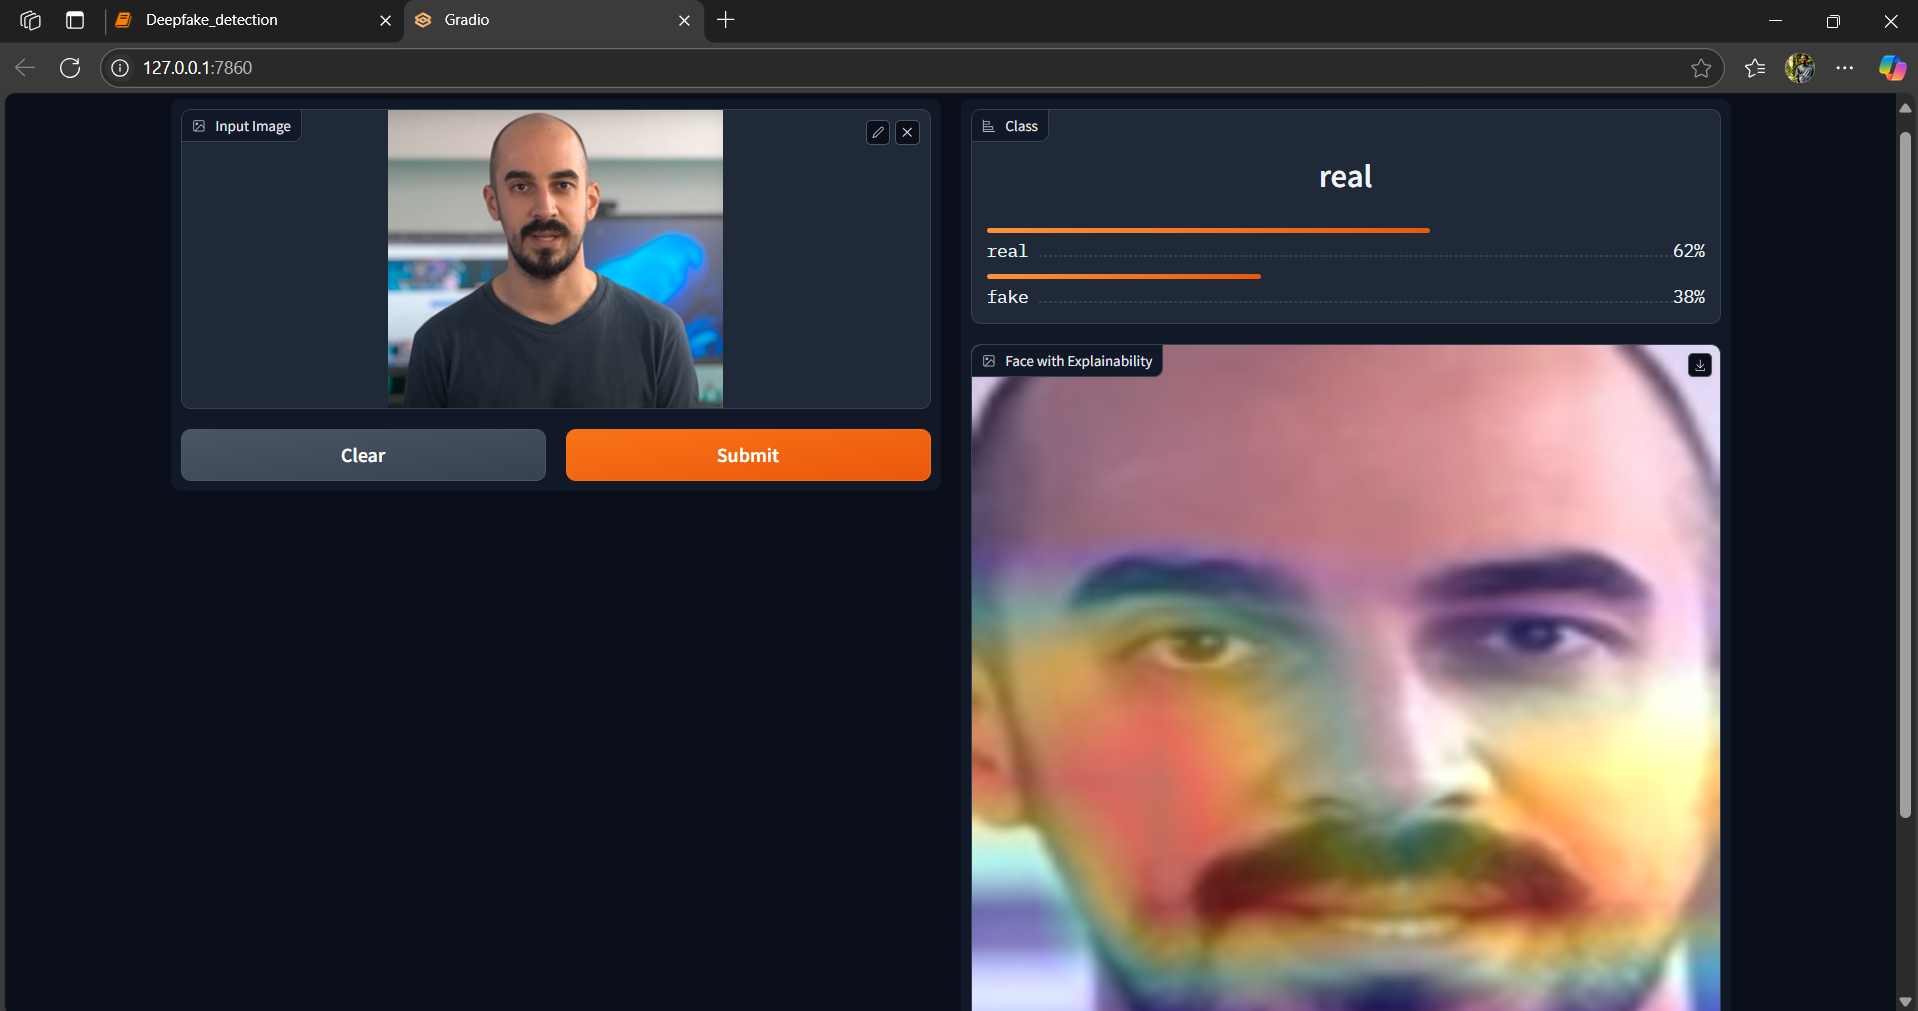 Deepfake_detection
Gradio
127.0.0.1:7860
Input Image
Clear
Submit
Class
real
real 62%
fake 38%
Face with Explainability